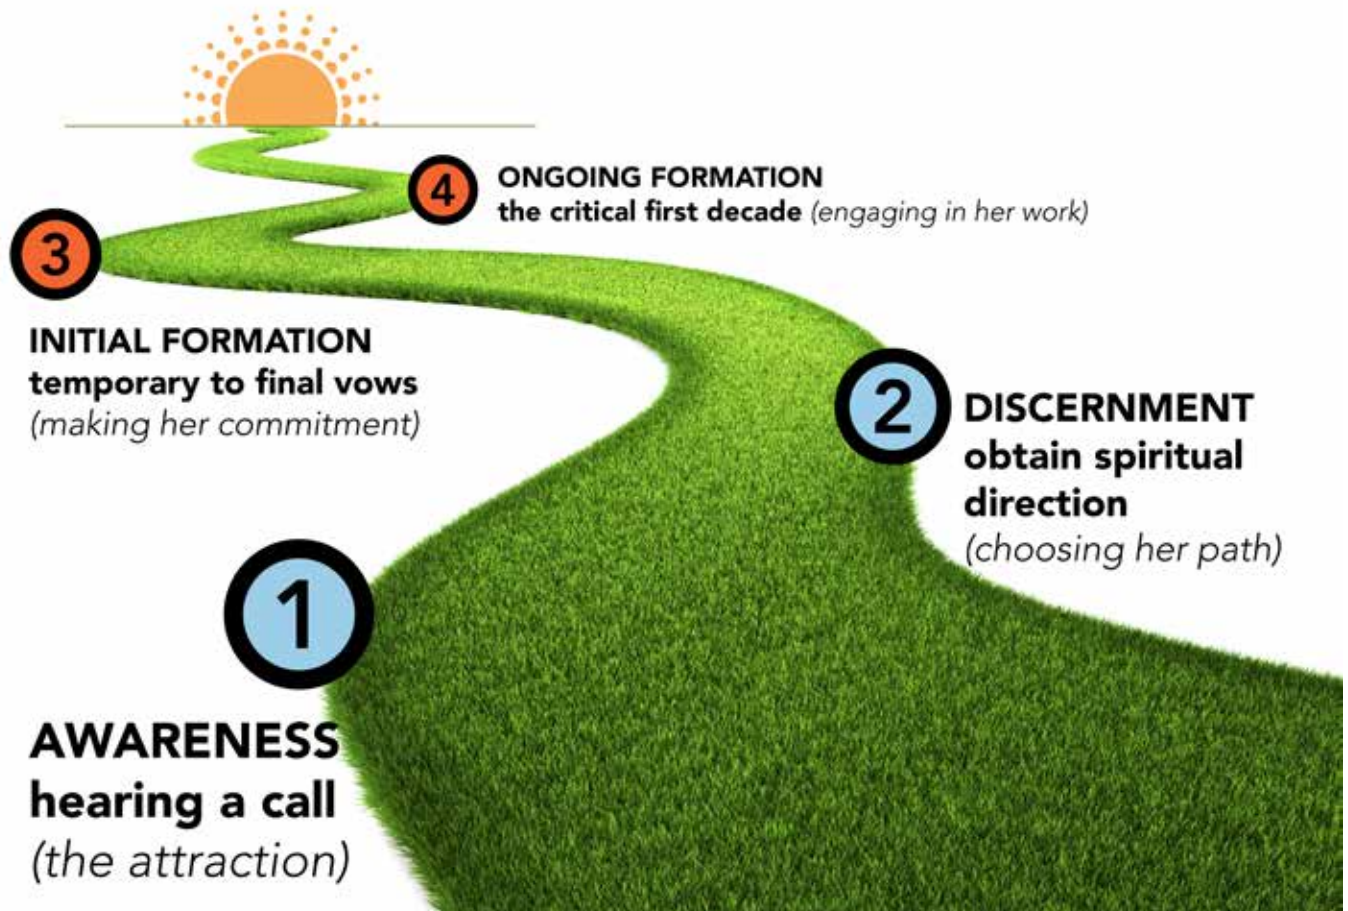 1
AWARENESS
hearing a call
(the attraction)
2
DISCERNMENT
obtain spiritual
direction
(choosing her path)
3
INITIAL FORMATION
temporary to final vows
(making her commitment)
4
ONGOING FORMATION
the critical first decade (engaging in her work)